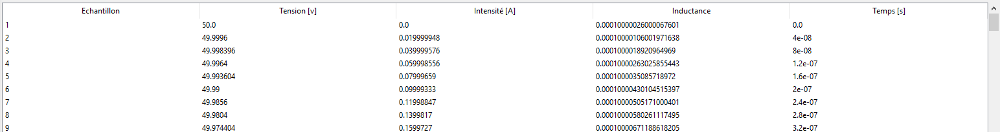 Echantillon Tension [v] Intensité [A] Inductance Temps [s]
1 50.0 0.0 0.00010000026000067601 0.0
2 49.9996 0.019999948 0.00010000106001971638 4e-08
3 49.998396 0.039999576 0.0001000018920964969 8e-08
4 49.9964 0.059998556 0.00010000263025855443 1.2e-07
5 49.993604 0.07999659 0.0001000035085718972 1.6e-07
6 49.99 0.09999333 0.00010000430104515397 2e-07
7 49.9856 0.11998847 0.00010000505171000401 2.4e-07
8 49.9804 0.1399817 0.00010000580261117495 2.8e-07
9 49.974404 0.1599727 0.00010000671188618205 3.2e-07